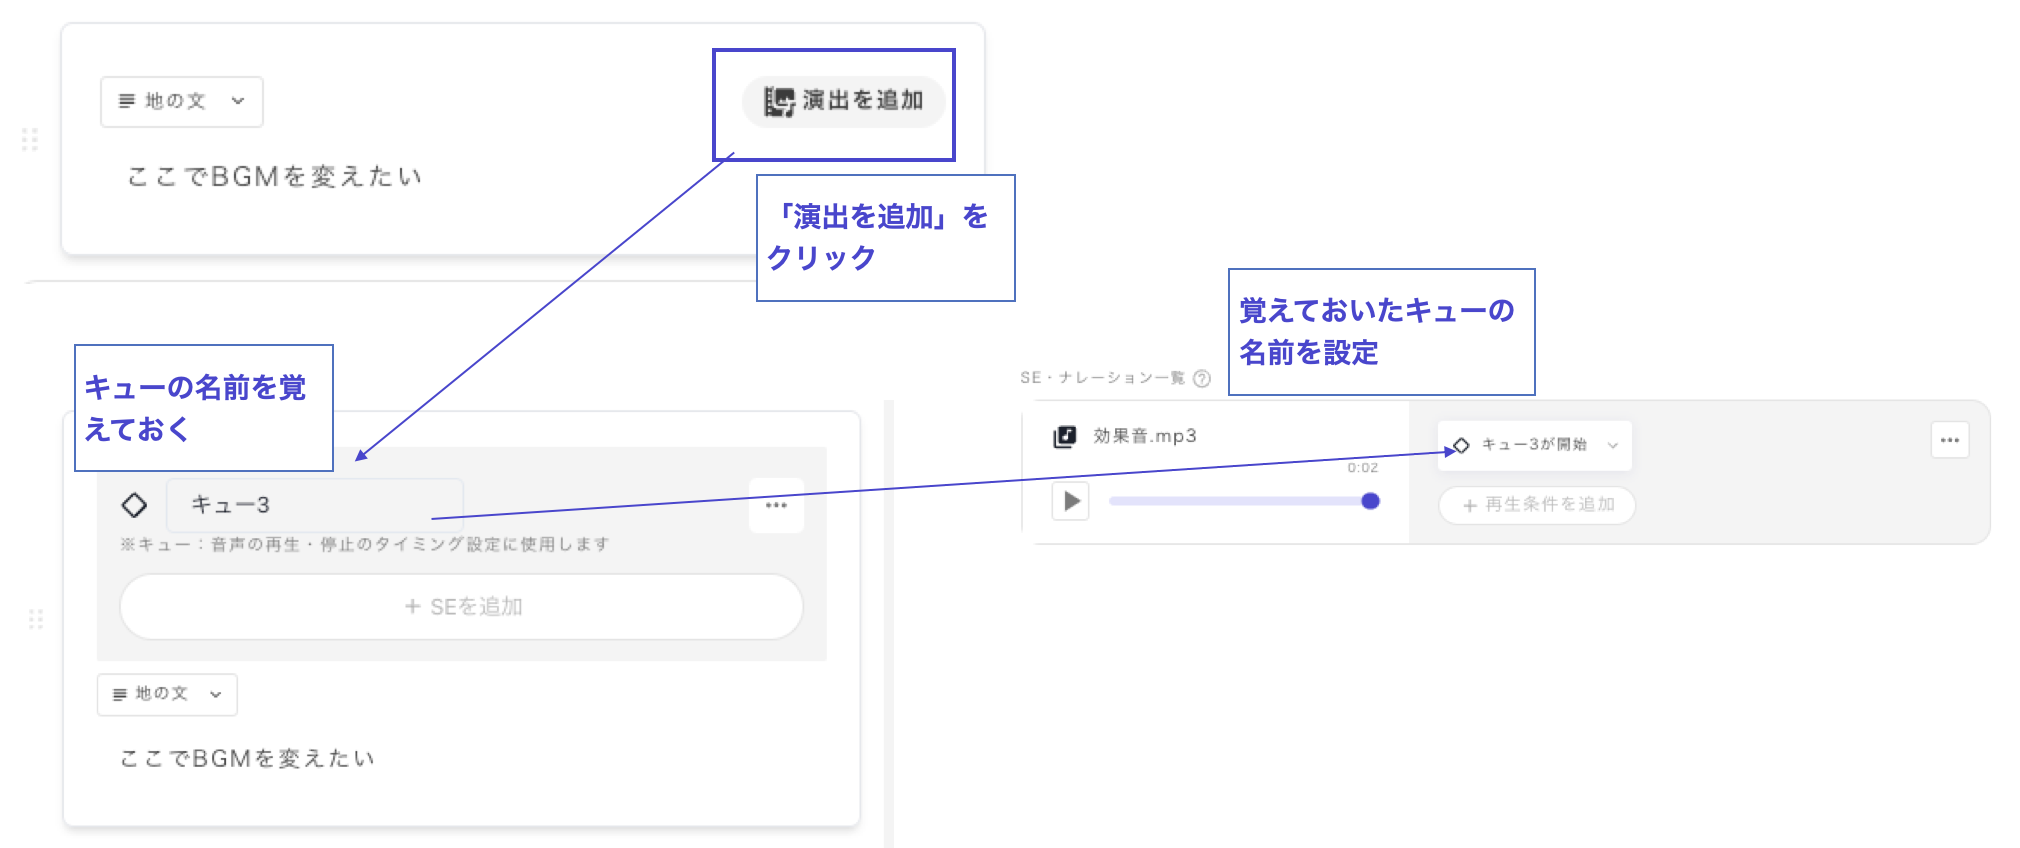 地の文
演出を追加
ここでBGMを変えたい
「演出を追加」を
クリック
キューの名前を覚
えておく
キュー3
※キュー：音声の再生・停止のタイミング設定に使用します
+ SEを追加
地の文
ここでBGMを変えたい
覚えておいたキューの
名前を設定
SE・ナレーション一覧 ?
効果音.mp3
0:02
キュー3が開始
+ 再生条件を追加